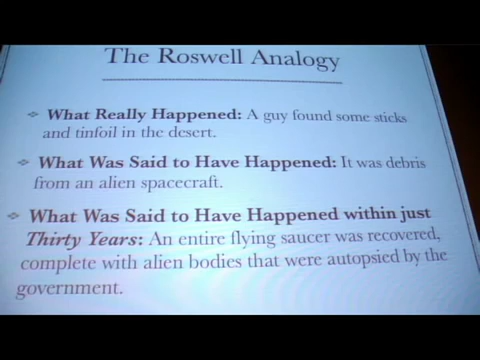 The Roswell Analogy
What Really Happened: A guy found some sticks
and tinfoil in the desert.
What Was Said to Have Happened: It was debris
from an alien spacecraft.
What Was Said to Have Happened within just
Thirty Years: An entire flying saucer was recovered,
complete with alien bodies that were autopsied by the
government.